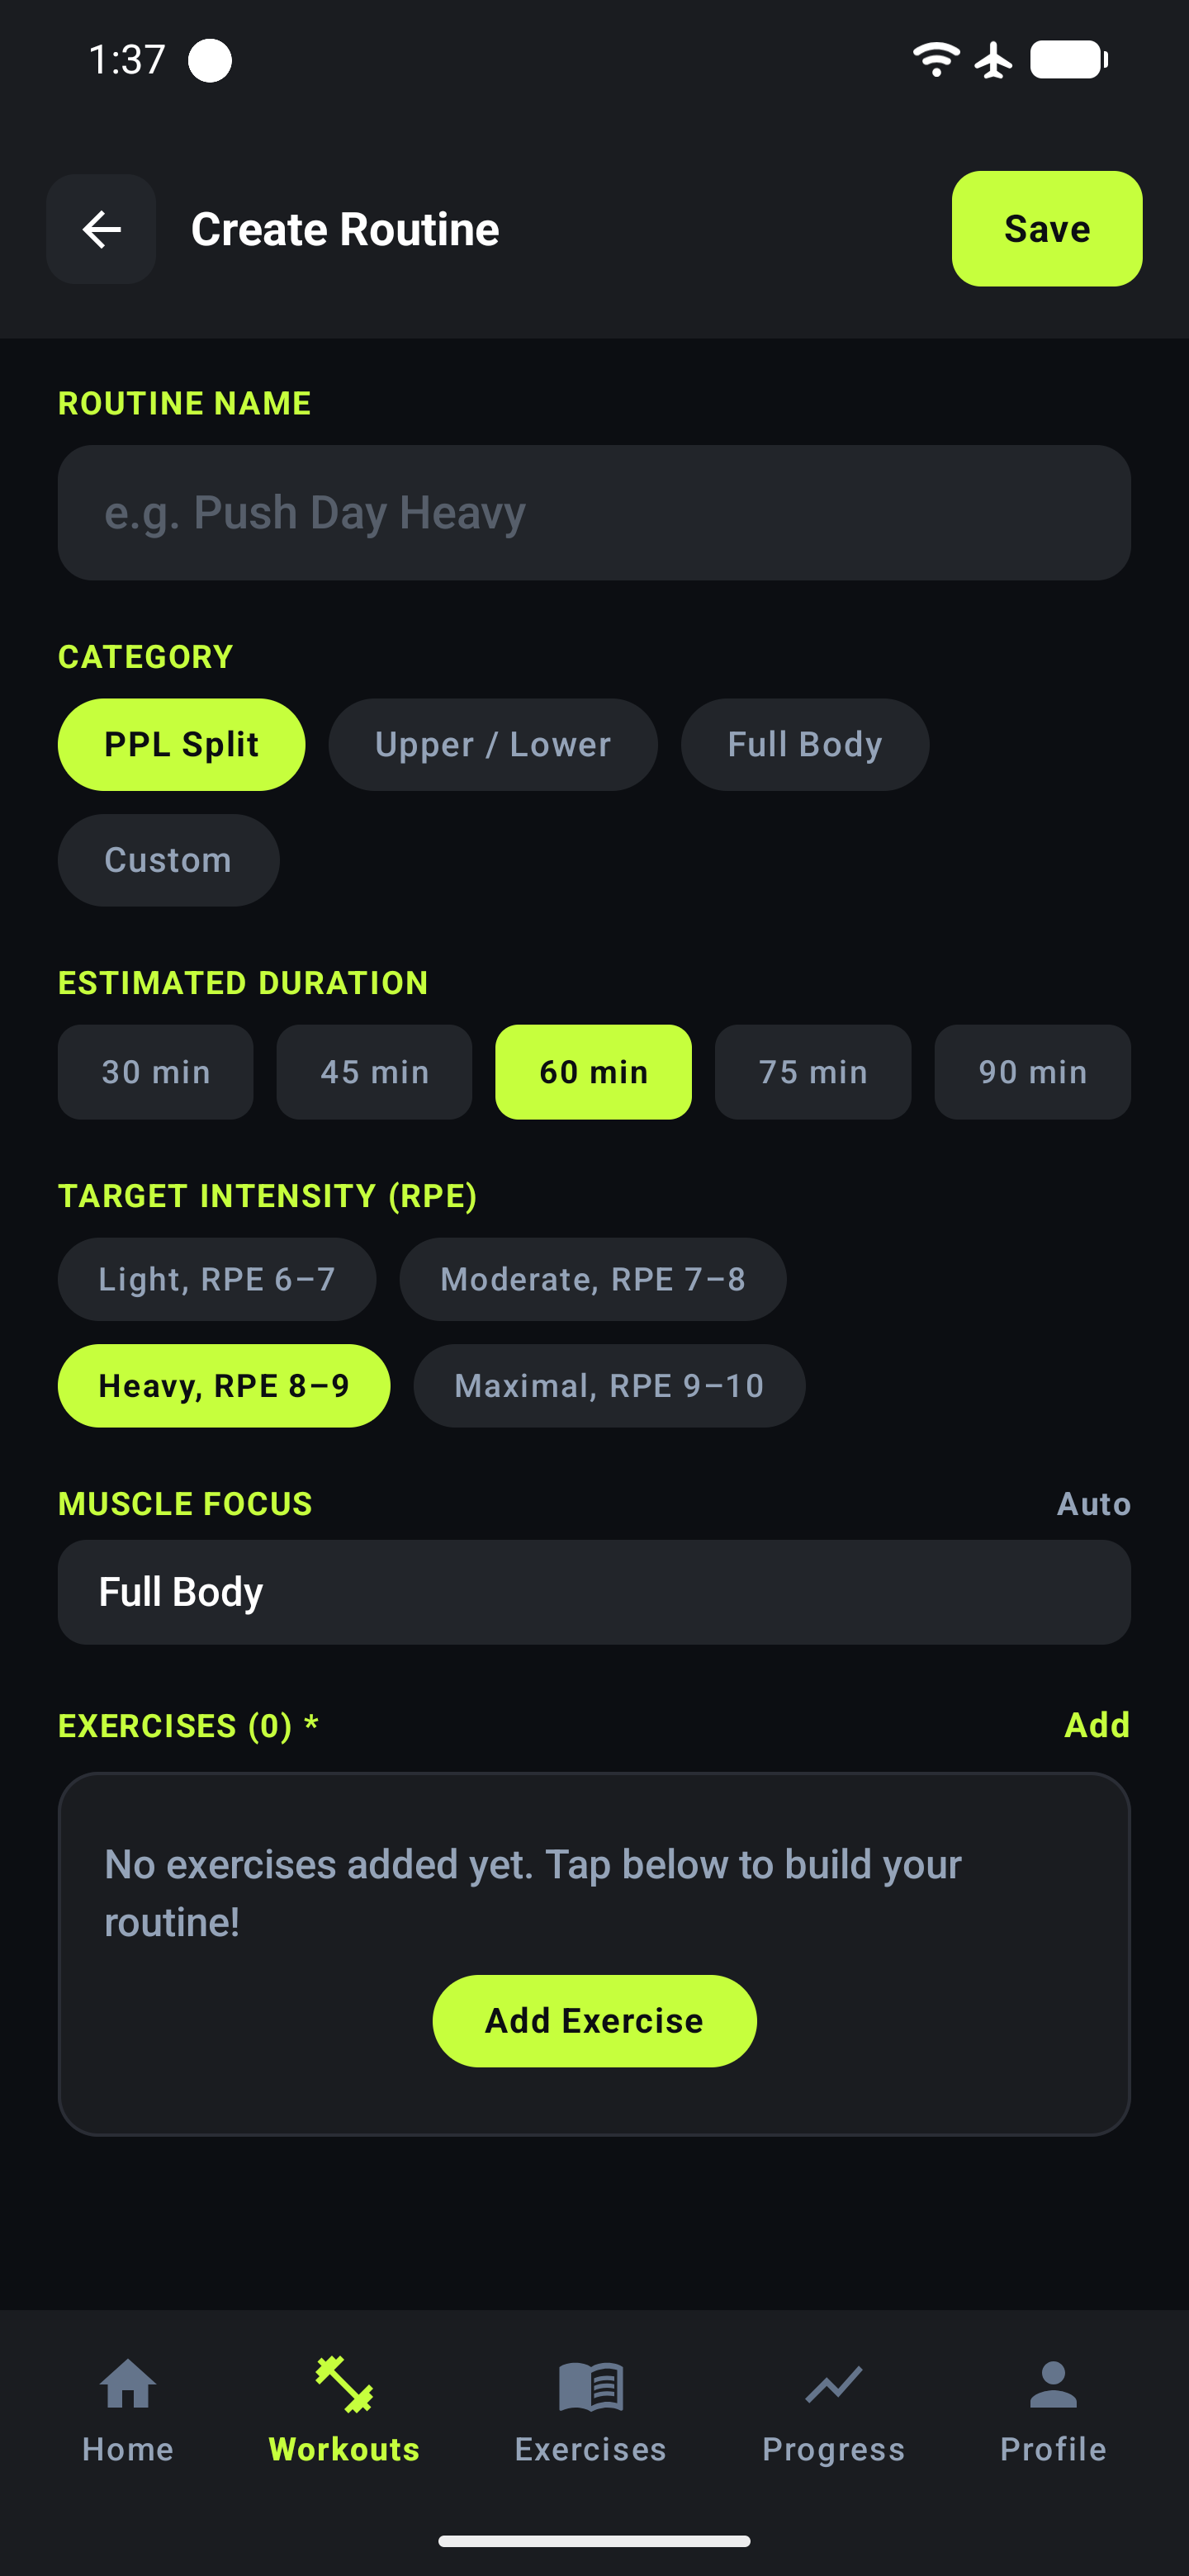 1:37
Create Routine
Save
ROUTINE NAME
e.g. Push Day Heavy
CATEGORY
PPL Split
Upper / Lower
Full Body
Custom
ESTIMATED DURATION
30 min
45 min
60 min
75 min
90 min
TARGET INTENSITY (RPE)
Light, RPE 6–7
Moderate, RPE 7–8
Heavy, RPE 8–9
Maximal, RPE 9–10
MUSCLE FOCUS
Auto
Full Body
EXERCISES (0) *
Add
No exercises added yet. Tap below to build your
routine!
Add Exercise
Home
Workouts
Exercises
Progress
Profile